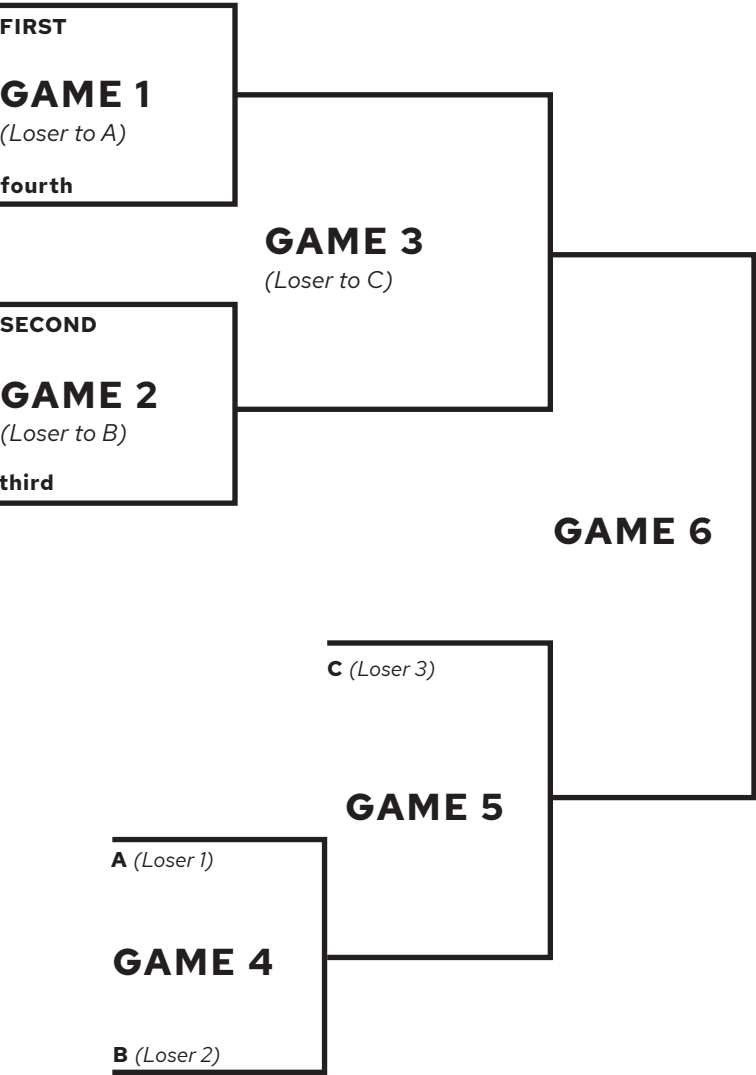 FIRST
GAME 1
(Loser to A)
fourth
GAME 3
(Loser to C)
SECOND
GAME 2
(Loser to B)
third
GAME 6
C (Loser 3)
GAME 5
A (Loser 1)
GAME 4
B (Loser 2)